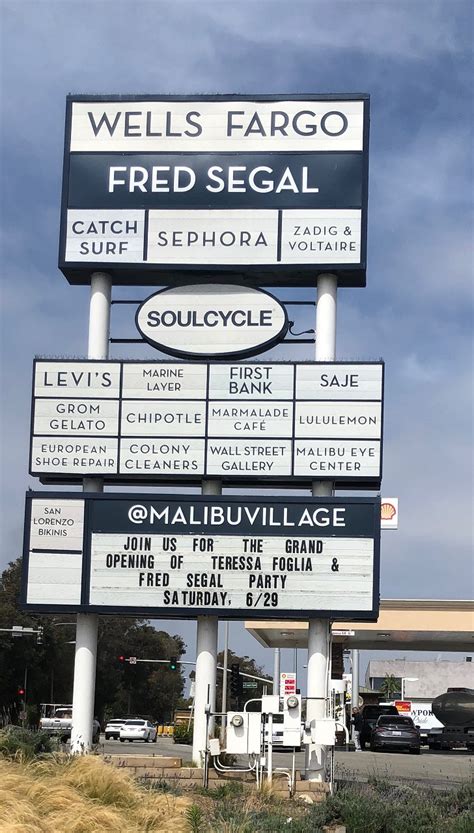 WELLS FARGO
FRED SEGAL
CATCH
SURF
SEPHORA
ZADIG &
VOLTAIRE
SOULCYCLE
LEVI'S
MARINE
LAYER
FIRST
BANK
SAJE
GROM
GELATO
CHIPOTLE
MARMALADE
CAFÉ
LULULEMON
EUROPEAN
SHOE REPAIR
COLONY
CLEANERS
WALL STREET
GALLERY
MALIBU EYE
CENTER
SAN
LORENZO
BIKINIS
@MALIBUVILLAGE
JOIN US FOR THE GRAND
OPENING OF TERESSA FOGLIA &
FRED SEGAL PARTY
SATURDAY, 6/29